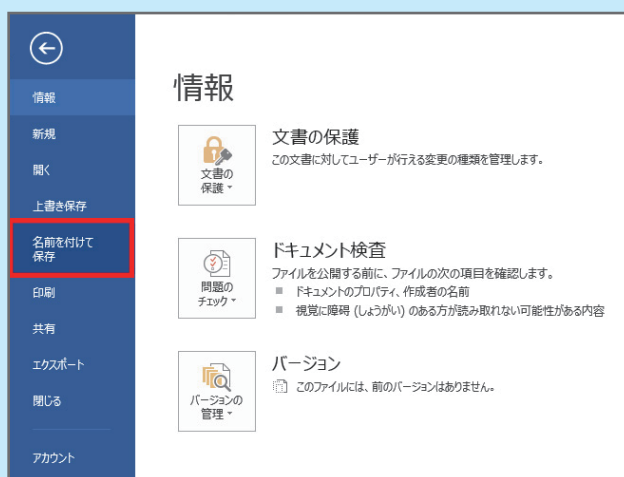 情報
新規
開く
上書き保存
名前を付けて
保存
印刷
共有
エクスポート
閉じる
アカウント
情報
文書の
保護
文書の保護
この文書に対してユーザーが行える変更の種類を管理します。
問題の
チェック
ドキュメント検査
ファイルを公開する前に、ファイルの次の項目を確認します。
ドキュメントのプロパティ、作成者の名前
視覚に障碍 (しょうがい) のある方が読み取れない可能性がある内容
バージョンの
管理
バージョン
このファイルには、前のバージョンはありません。